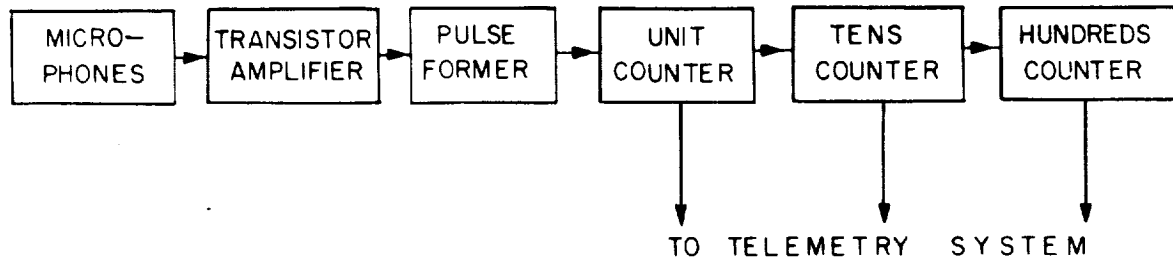 MICRO-
PHONES
TRANSISTOR
AMPLIFIER
PULSE
FORMER
UNIT
COUNTER
TENS
COUNTER
HUNDREDS
COUNTER
TO TELEMETRY SYSTEM